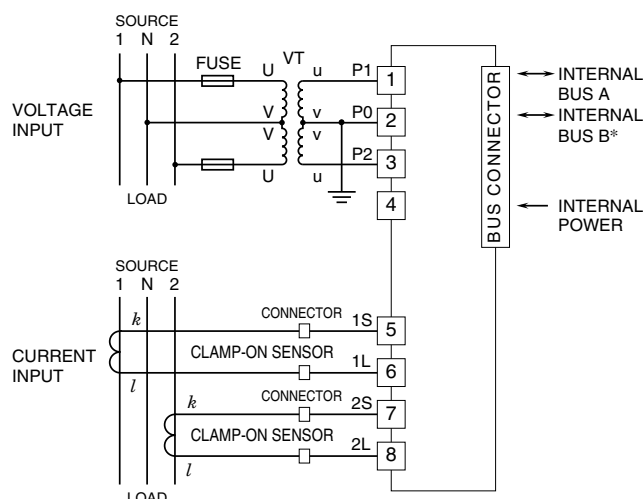 SOURCE
1 N 2
FUSE
VT
U
u
P1
1
V
v
P0
2
V
v
U
u
P2
3
4
VOLTAGE
INPUT
LOAD
BUS CONNECTOR
INTERNAL
BUS A
INTERNAL
BUS B*
INTERNAL
POWER
SOURCE
1 N 2
k
CONNECTOR
1S
5
CURRENT
INPUT
CLAMP-ON SENSOR
l
1L
6
k
CONNECTOR
2S
7
CLAMP-ON SENSOR
l
2L
8
LOAD